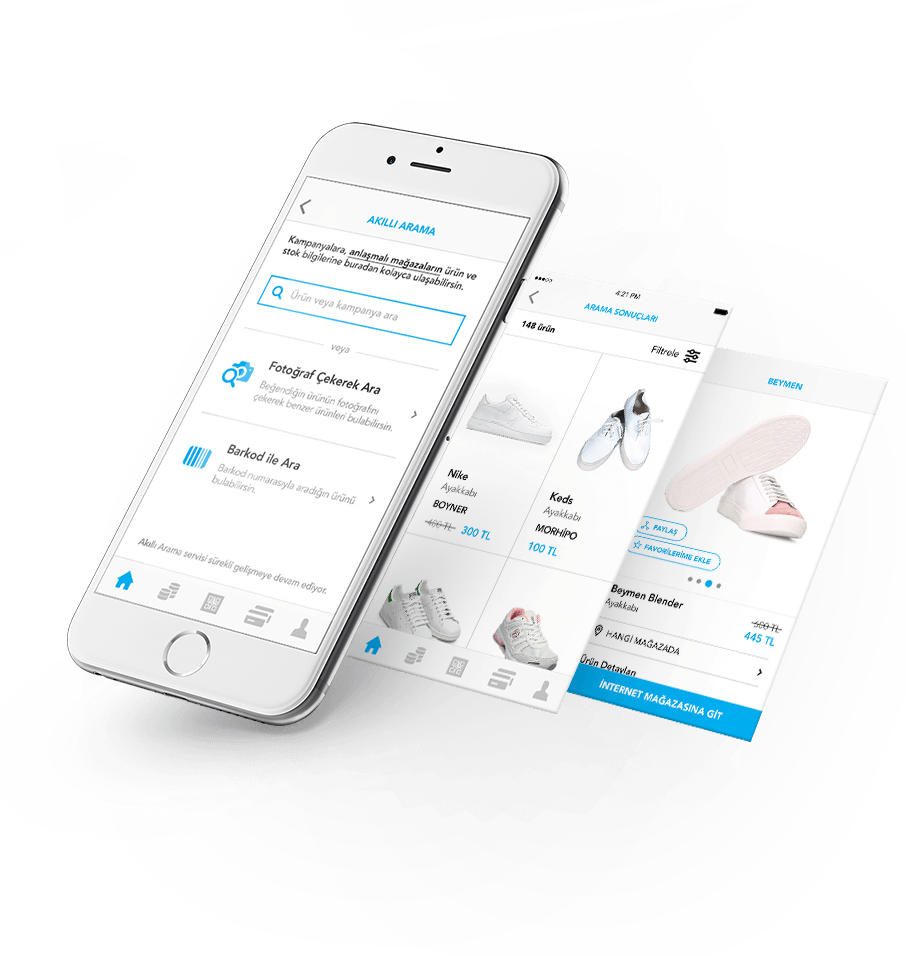 AKILLI ARAMA
Kampanyalara, anlaşmalı mağazaların ürün ve
stok bilgilerine buradan kolayca ulaşabilirsin.
Ürün veya kampanya ara
veya
Fotoğraf Çekerek Ara
Beğendiğin ürünün fotoğrafını
çekerek benzer ürünleri bulabilirsin.
Barkod ile Ara
Barkod numarasıyla aradığın ürünü
bulabilirsin.
Akıllı Arama servisi sürekli gelişmeye devam ediyor.
4:21 PM
ARAMA SONUÇLARI
148 ürün
Filtrele
Nike
Ayakkabı
BOYNER
400 TL 300 TL
Keds
Ayakkabı
MORHİPO
100 TL
BEYMEN
PAYLAŞ
FAVORİLERİME EKLE
Beymen Blender
Ayakkabı
600 TL
445 TL
HANGİ MAĞAZADA
Ürün Detayları
İNTERNET MAĞAZASINA GİT